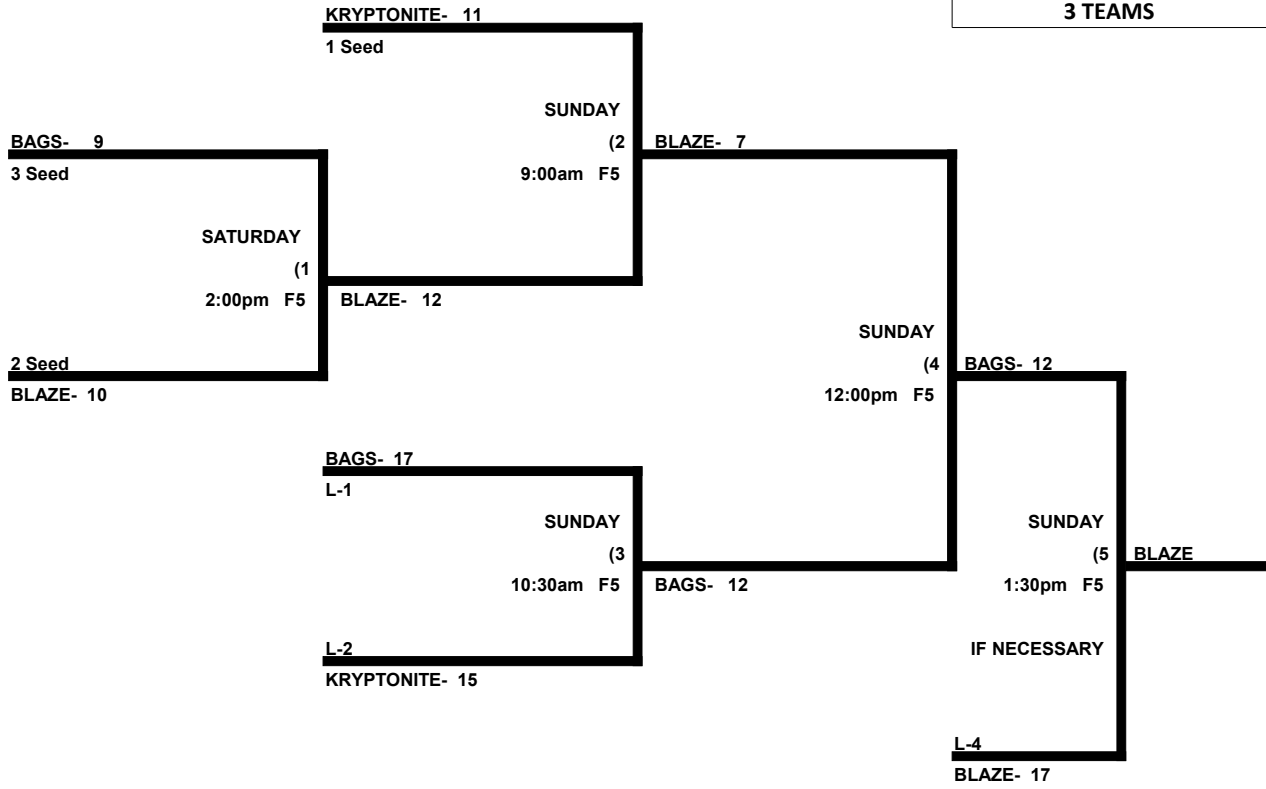 KRYPTONITE- 11
3 TEAMS
1 Seed
SUNDAY
BAGS- 9
(2
BLAZE- 7
3 Seed
9:00am F5
SATURDAY
(1
2:00pm F5
BLAZE- 12
SUNDAY
2 Seed
(4
BAGS- 12
BLAZE- 10
12:00pm F5
BAGS- 17
L-1
SUNDAY
SUNDAY
(3
(5
BLAZE
10:30am F5
BAGS- 12
1:30pm F5
L-2
IF NECESSARY
KRYPTONITE- 15
L-4
BLAZE- 17